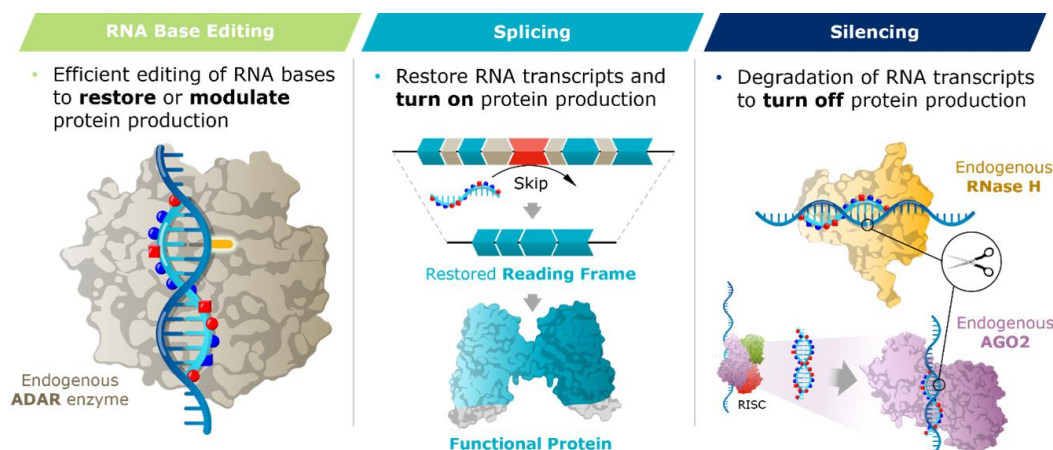 RNA Base Editing
• Efficient editing of RNA bases
to restore or modulate
protein production
Endogenous
ADAR enzyme
Splicing
• Restore RNA transcripts and
turn on protein production
Skip
Restored Reading Frame
Functional Protein
Silencing
• Degradation of RNA transcripts
to turn off protein production
Endogenous
RNase H
Endogenous
AGO2
RISC